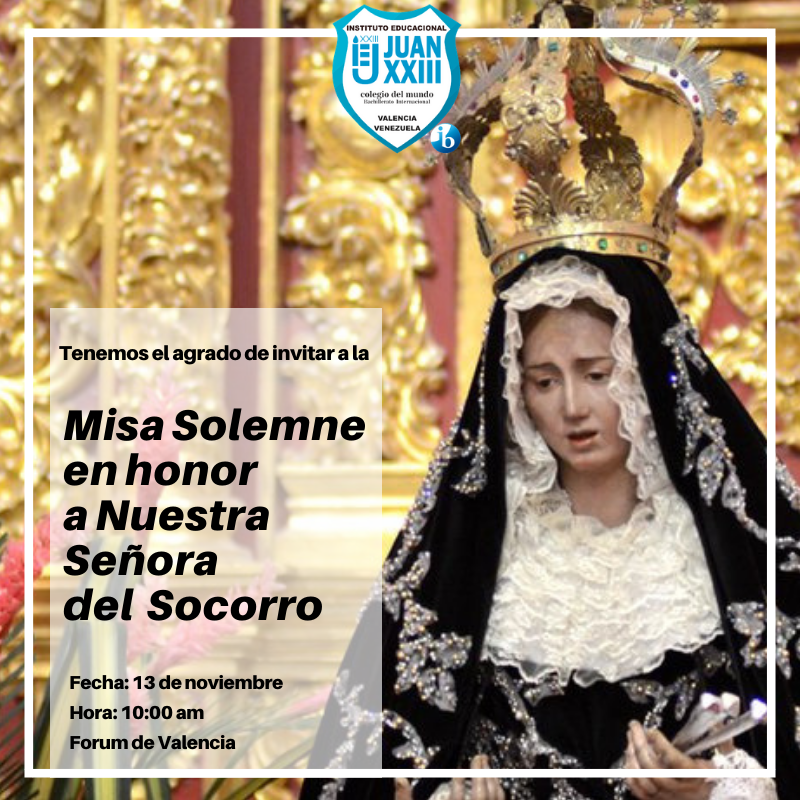 INSTITUTO EDUCACIONAL
XXIII
IEJ JUAN
XXIII
colegio del mundo
Bachillerato Internacional
VALENCIA
VENEZUELA
ib
Tenemos el agrado de invitar a la
Misa Solemne
en honor
a Nuestra
Señora
del Socorro
Fecha: 13 de noviembre
Hora: 10:00 am
Forum de Valencia